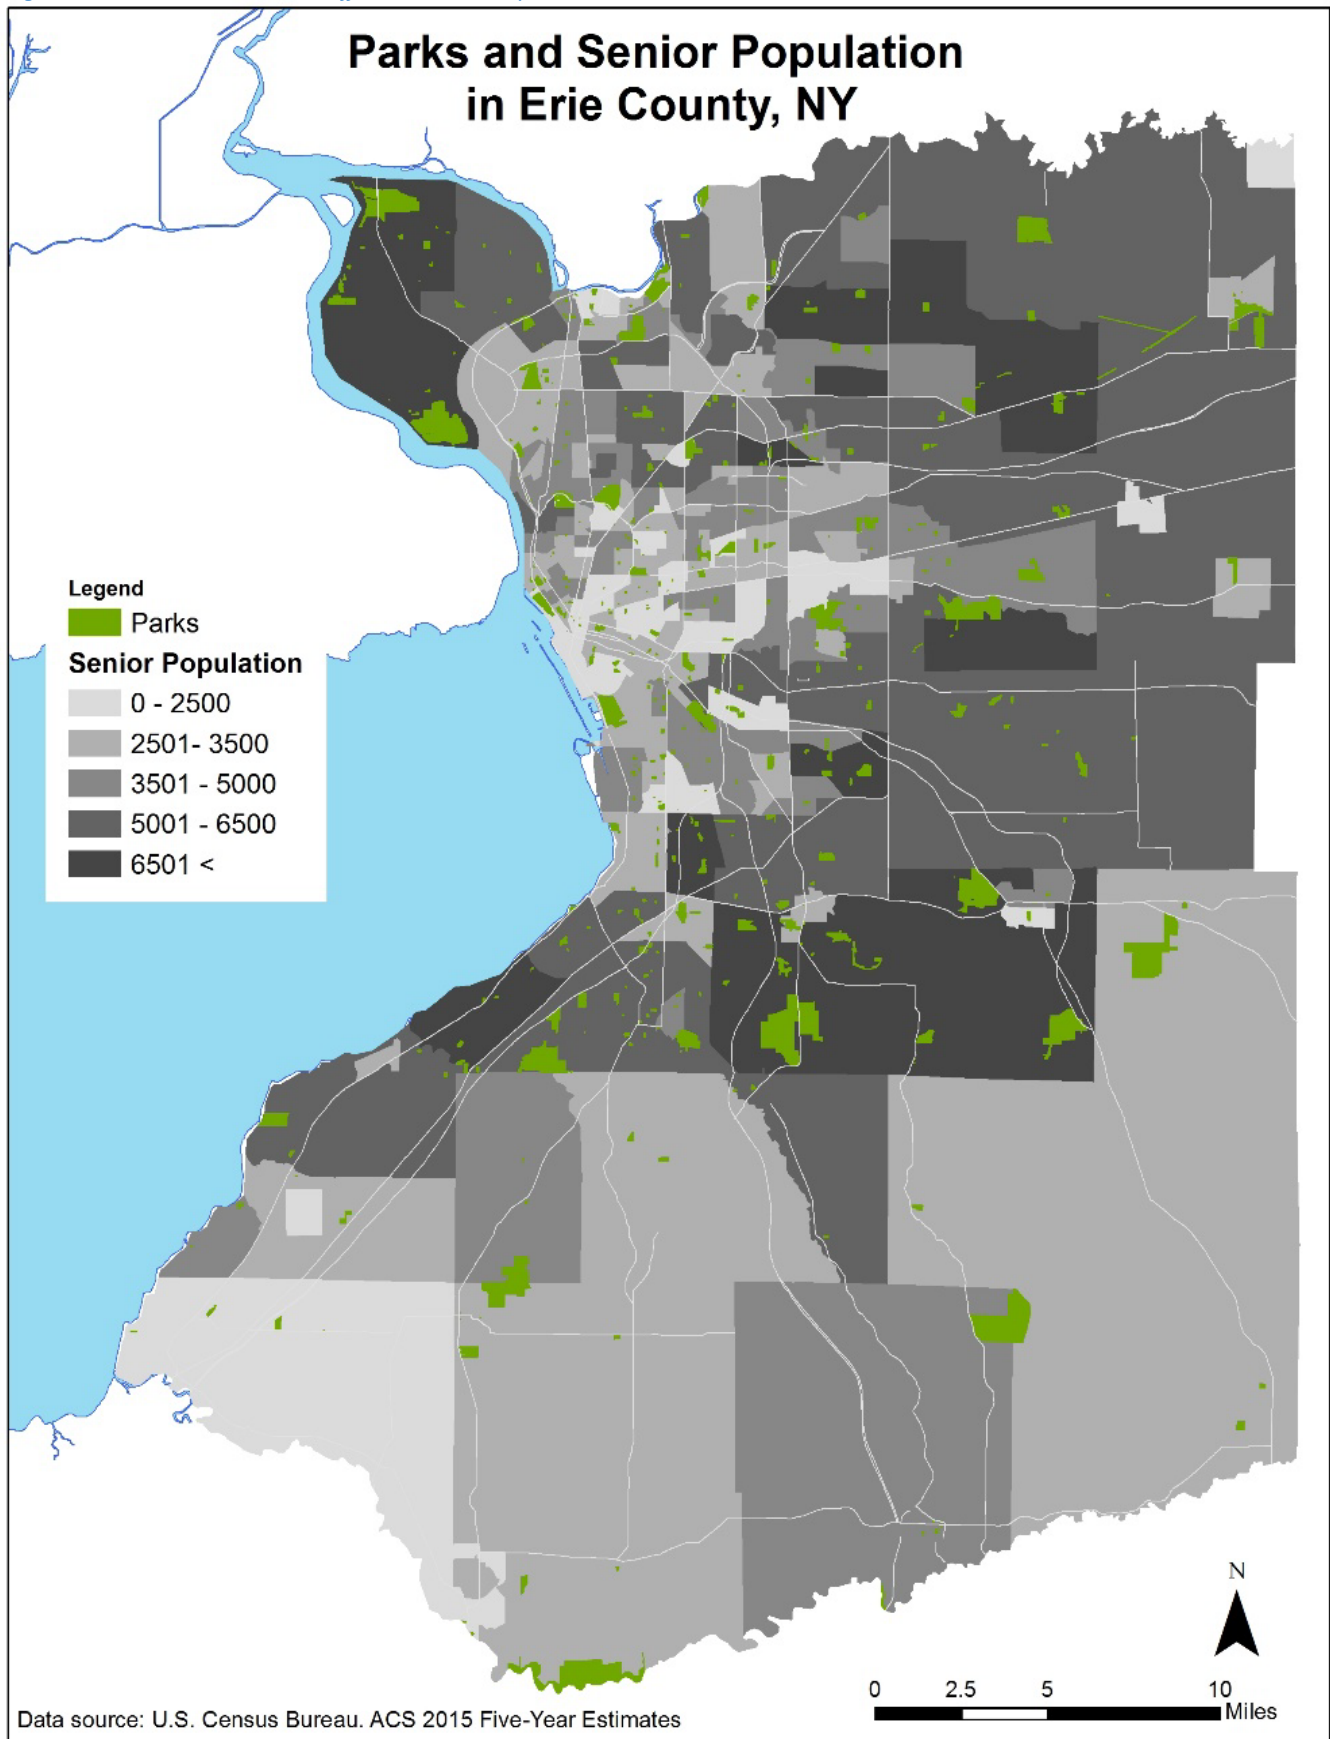 Parks and Senior Population
in Erie County, NY
Legend
Parks
Senior Population
0 - 2500
2501- 3500
3501 - 5000
5001 - 6500
6501 <
N
0 2.5 5 10
Miles
Data source: U.S. Census Bureau. ACS 2015 Five-Year Estimates